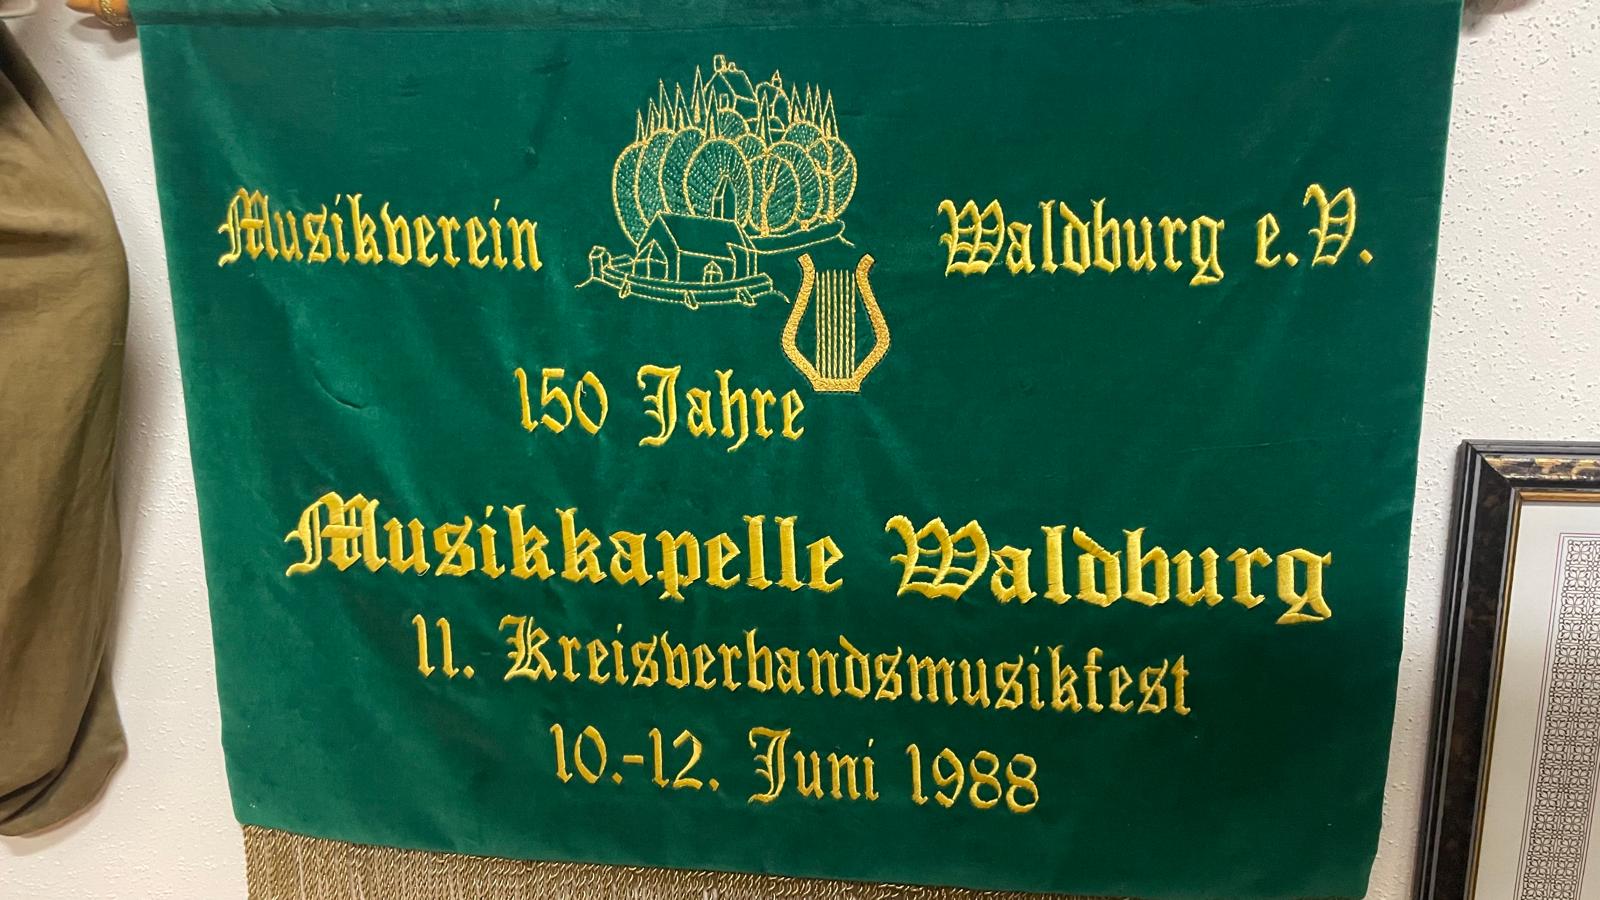 Musikverein Waldburg e.V.
150 Jahre
Musikkapelle Waldburg
11. Kreisverbandsmusikfest
10.-12. Juni 1988